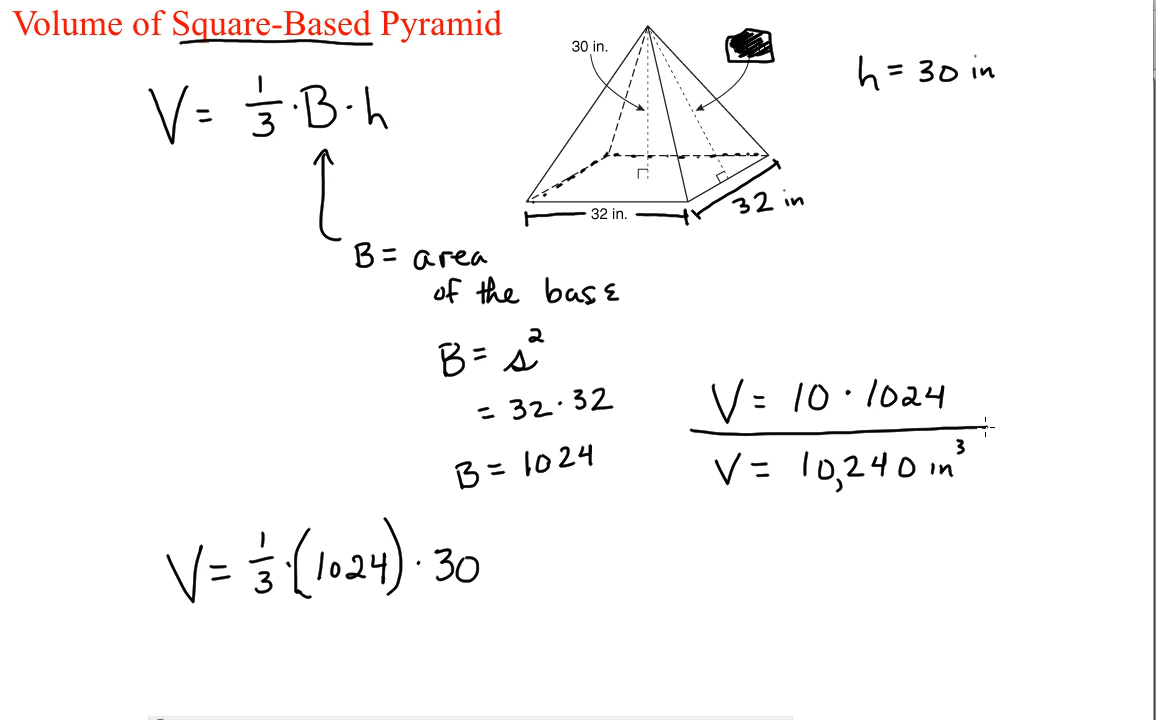 Volume of Square-Based Pyramid
V = 1/3 · B · h
30 in.
h = 30 in
32 in.
32 in
B = area
of the base
B = s²
= 32 · 32
B = 1024
V = 10 · 1024
V = 10,240 in³
V = 1/3 · (1024) · 30